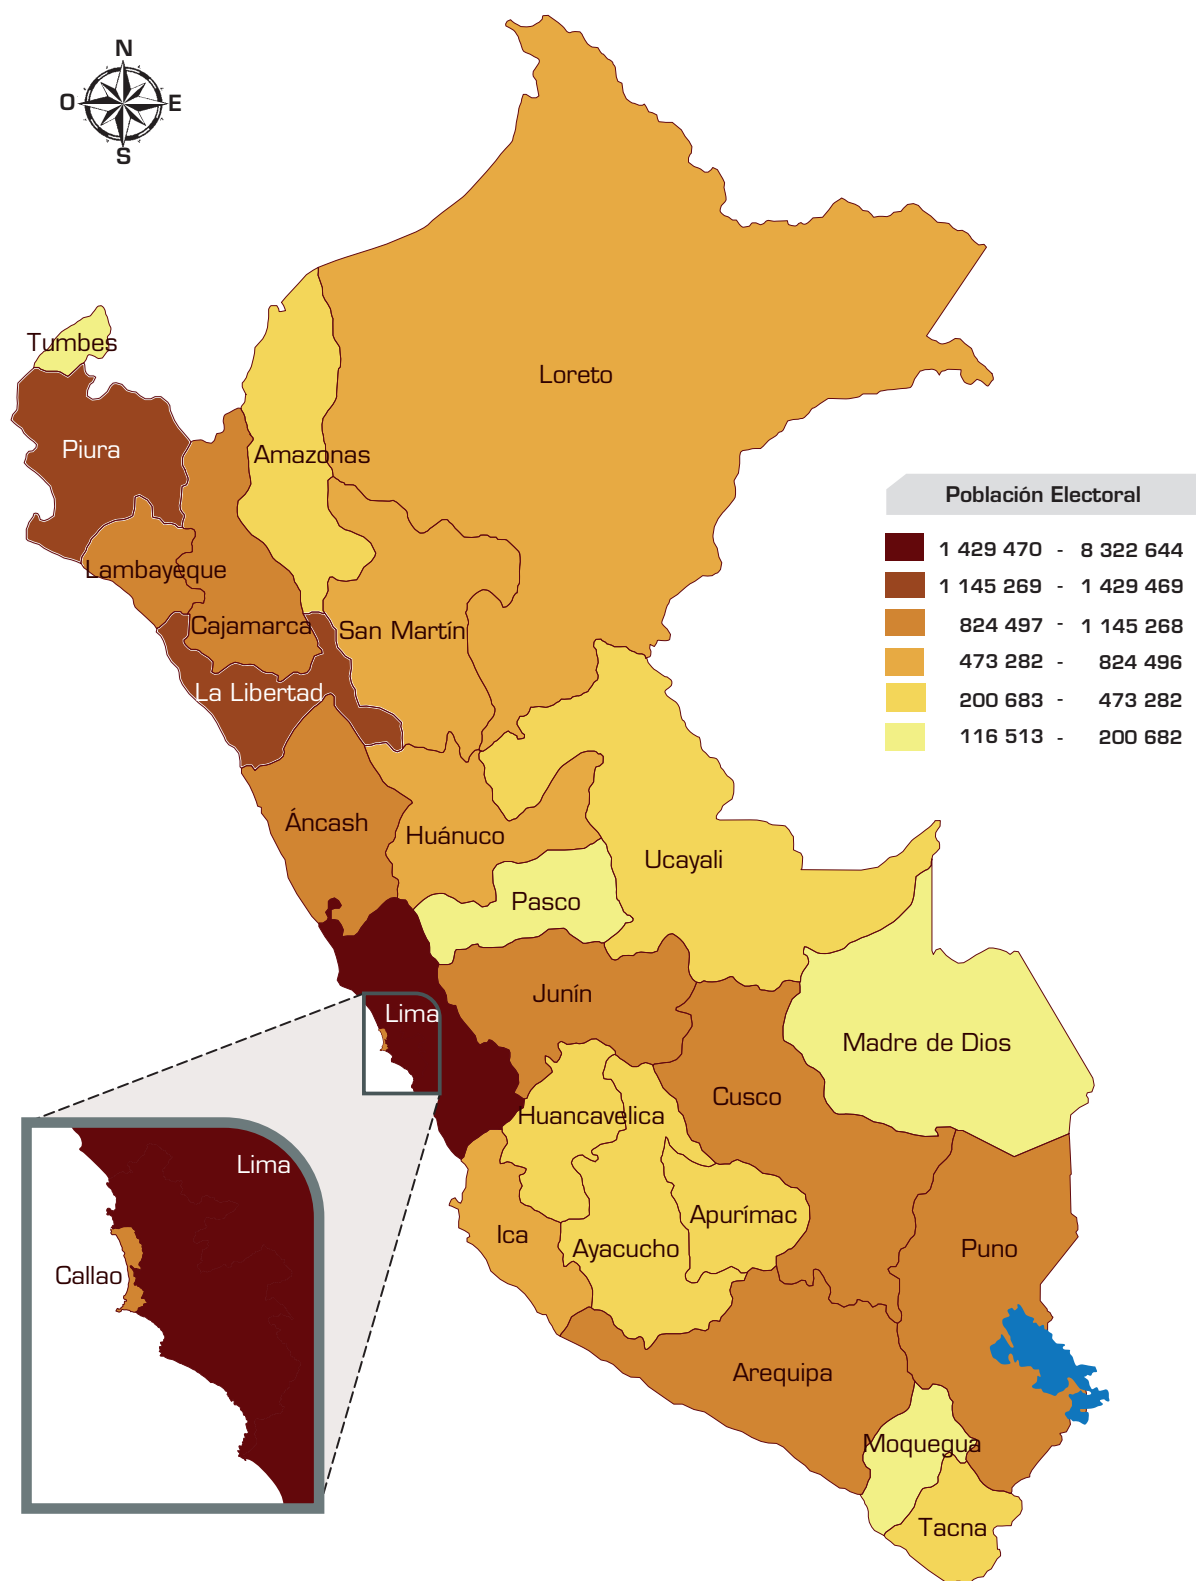 N
O E
S
Tumbes
Loreto
Piura
Amazonas
Población Electoral
1 429 470 - 8 322 644
1 145 269 - 1 429 469
824 497 - 1 145 268
473 282 - 824 496
200 683 - 473 282
116 513 - 200 682
Lambayeque
Cajamarca
San Martín
La Libertad
Áncash
Huánuco
Ucayali
Pasco
Junín
Lima
Madre de Dios
Cusco
Huancavelica
Lima
Apurímac
Ica
Ayacucho
Puno
Callao
Arequipa
Moquegua
Tacna